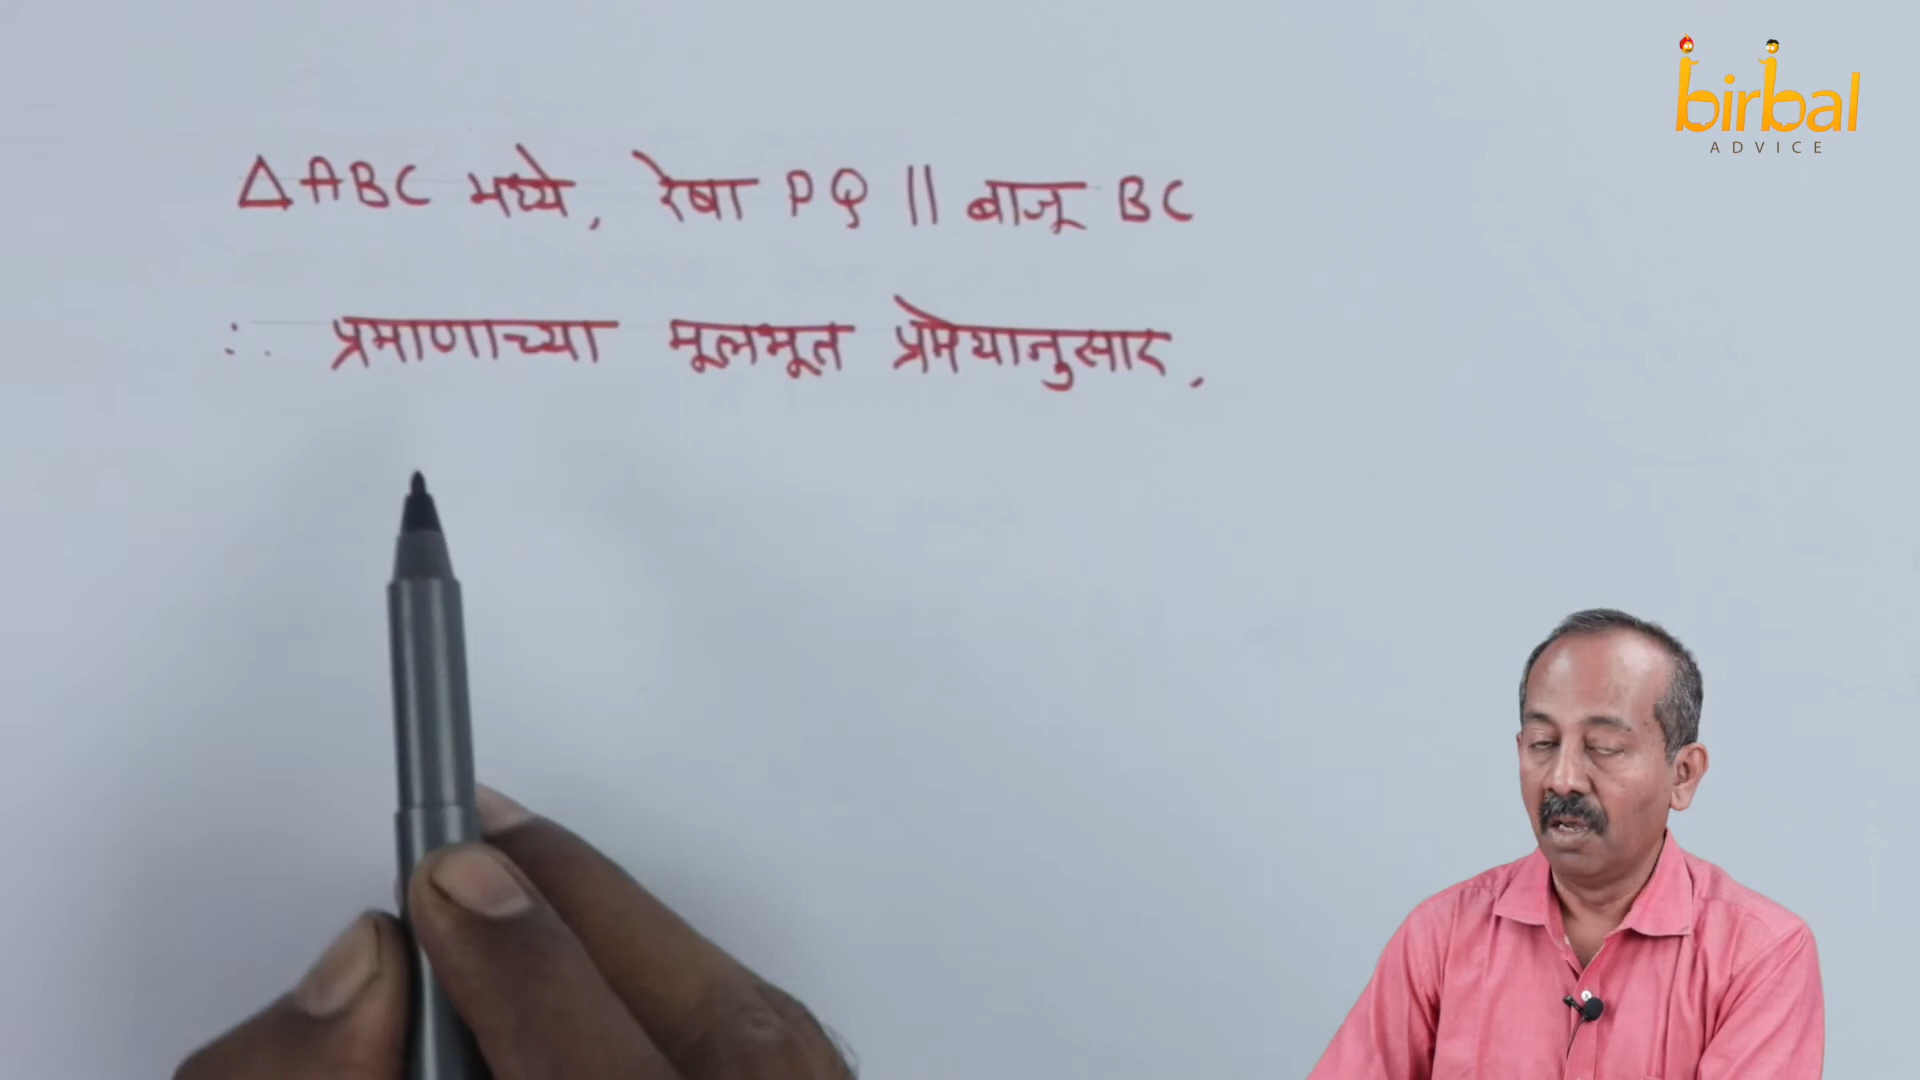 △ABC मध्ये, रेषा PQ || बाजू BC
∴ प्रमाणाच्या मूलभूत प्रमेयानुसार,
birbal
ADVICE